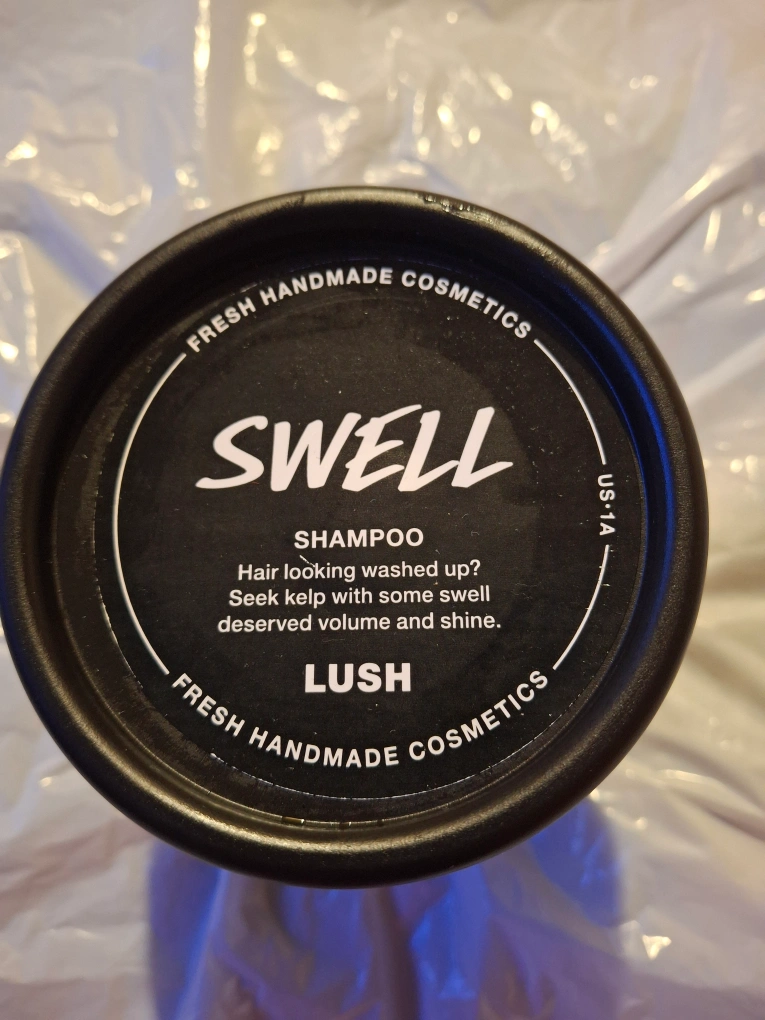 FRESH HANDMADE COSMETICS
SWELL
US•1A
SHAMPOO
Hair looking washed up?
Seek kelp with some swell
deserved volume and shine.
LUSH
FRESH HANDMADE COSMETICS